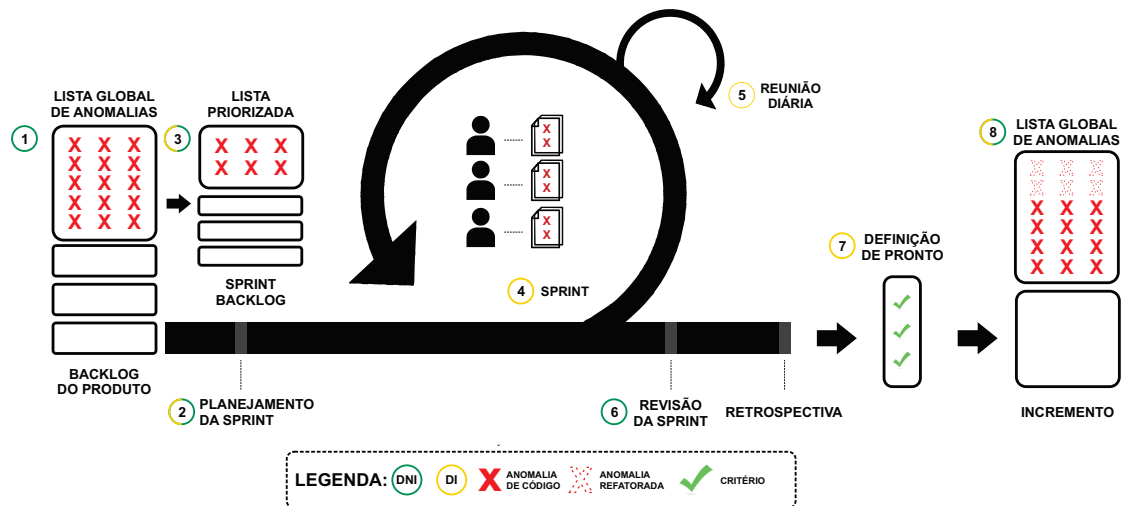 1
LISTA GLOBAL
DE ANOMALIAS
X X X
X X X
X X X
X X X
X X X
BACKLOG
DO PRODUTO
3
LISTA
PRIORIZADA
X X X
X X X
SPRINT
BACKLOG
2
PLANEJAMENTO
DA SPRINT
X
X
X
X
X
X
4
SPRINT
5
REUNIÃO
DIÁRIA
6
REVISÃO
DA SPRINT
RETROSPECTIVA
7
DEFINIÇÃO
DE PRONTO
8
LISTA GLOBAL
DE ANOMALIAS
X X X
X X X
X X X
X X X
X X X
X X X
INCREMENTO
LEGENDA:
DNI
DI
X
ANOMALIA
DE CÓDIGO
X
ANOMALIA
REFATORADA
CRITÉRIO